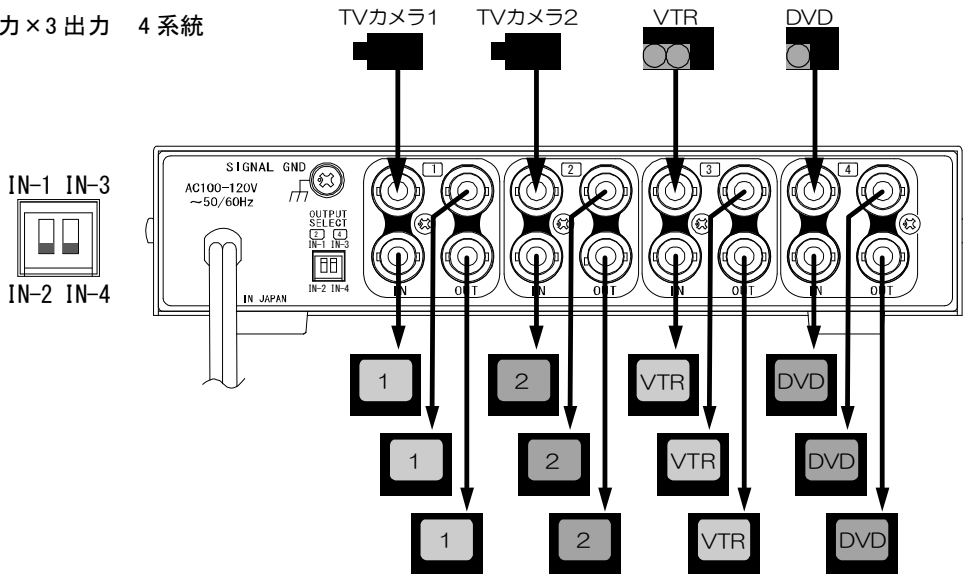 力×3出力 4系統
TVカメラ1 TVカメラ2 VTR DVD
IN-1 IN-3
IN-2 IN-4
SIGNAL GND
AC100-120V
~50/60Hz
OUTPUT
SELECT
2 4
IN-1 IN-3
IN-2 IN-4
IN JAPAN
1 2 3 4
IN OUT IN OUT IN OUT IN OUT
1 2 VTR DVD
1 2 VTR DVD
1 2 VTR DVD